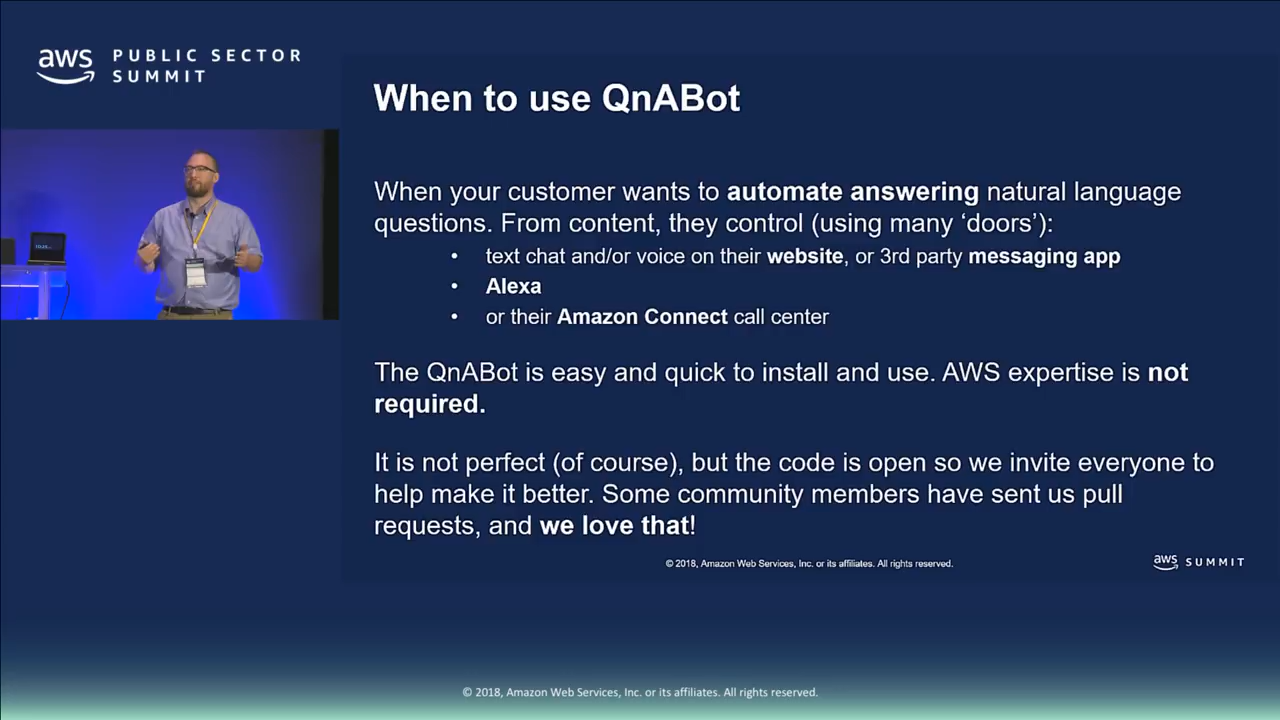 aws PUBLIC SECTOR
SUMMIT
When to use QnABot
When your customer wants to automate answering natural language
questions. From content, they control (using many ‘doors’):
• text chat and/or voice on their website, or 3rd party messaging app
• Alexa
• or their Amazon Connect call center
The QnABot is easy and quick to install and use. AWS expertise is not
required.
It is not perfect (of course), but the code is open so we invite everyone to
help make it better. Some community members have sent us pull
requests, and we love that!
© 2018, Amazon Web Services, Inc. or its affiliates. All rights reserved.
aws SUMMIT
© 2018, Amazon Web Services, Inc. or its affiliates. All rights reserved.